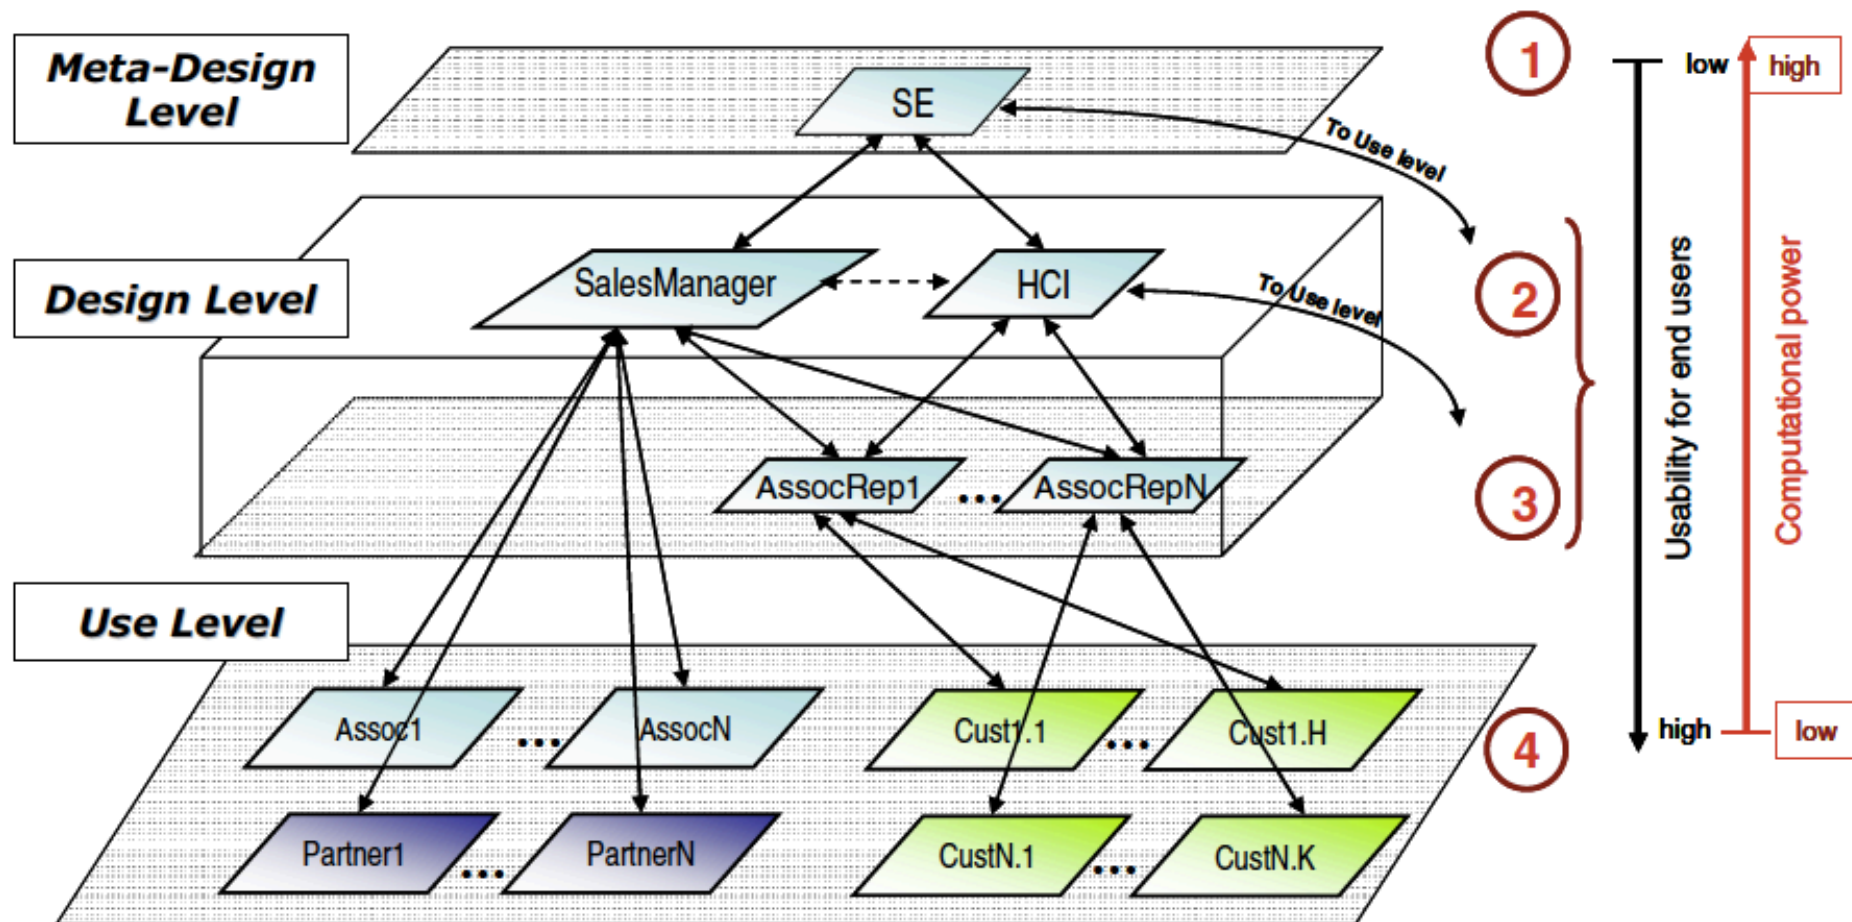 Meta-Design
Level
SE
1
low
high
To Use level
Design Level
SalesManager
HCI
To Use level
2
Usability for end users
Computational power
AssocRep1
...
AssocRepN
3
Use Level
Assoc1
...
AssocN
Cust1.1
...
Cust1.H
4
high
low
Partner1
...
PartnerN
CustN.1
...
CustN.K